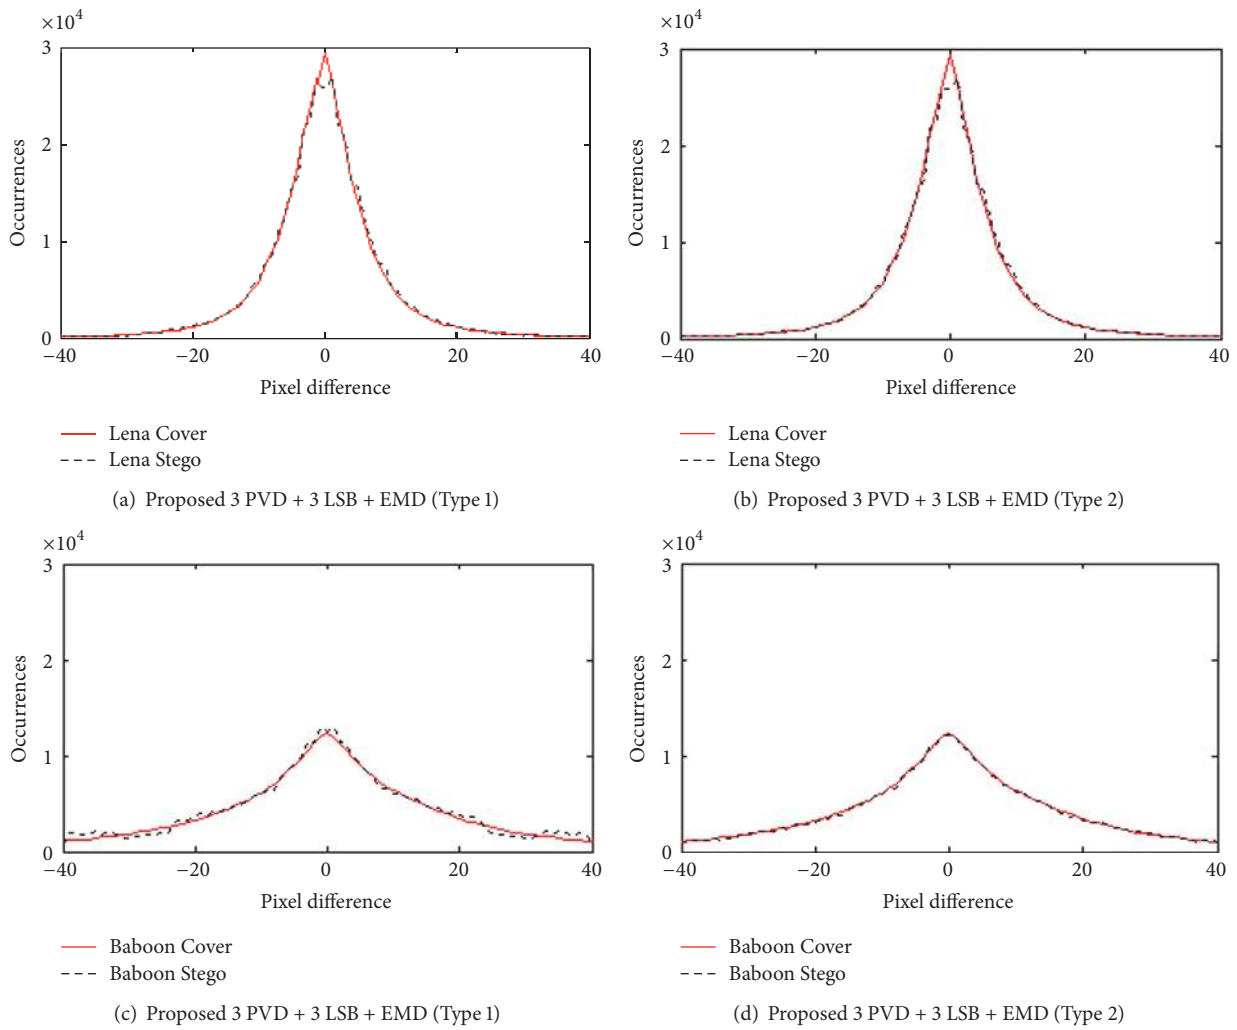 ×10⁴
3
2
1
0
Occurrences
−40
−20
0
20
40
Pixel difference
Lena Cover
Lena Stego
(a) Proposed 3 PVD + 3 LSB + EMD (Type 1)
×10⁴
3
2
1
0
Occurrences
−40
−20
0
20
40
Pixel difference
Lena Cover
Lena Stego
(b) Proposed 3 PVD + 3 LSB + EMD (Type 2)
×10⁴
3
2
1
0
Occurrences
−40
−20
0
20
40
Pixel difference
Baboon Cover
Baboon Stego
(c) Proposed 3 PVD + 3 LSB + EMD (Type 1)
×10⁴
3
2
1
0
Occurrences
−40
−20
0
20
40
Pixel difference
Baboon Cover
Baboon Stego
(d) Proposed 3 PVD + 3 LSB + EMD (Type 2)